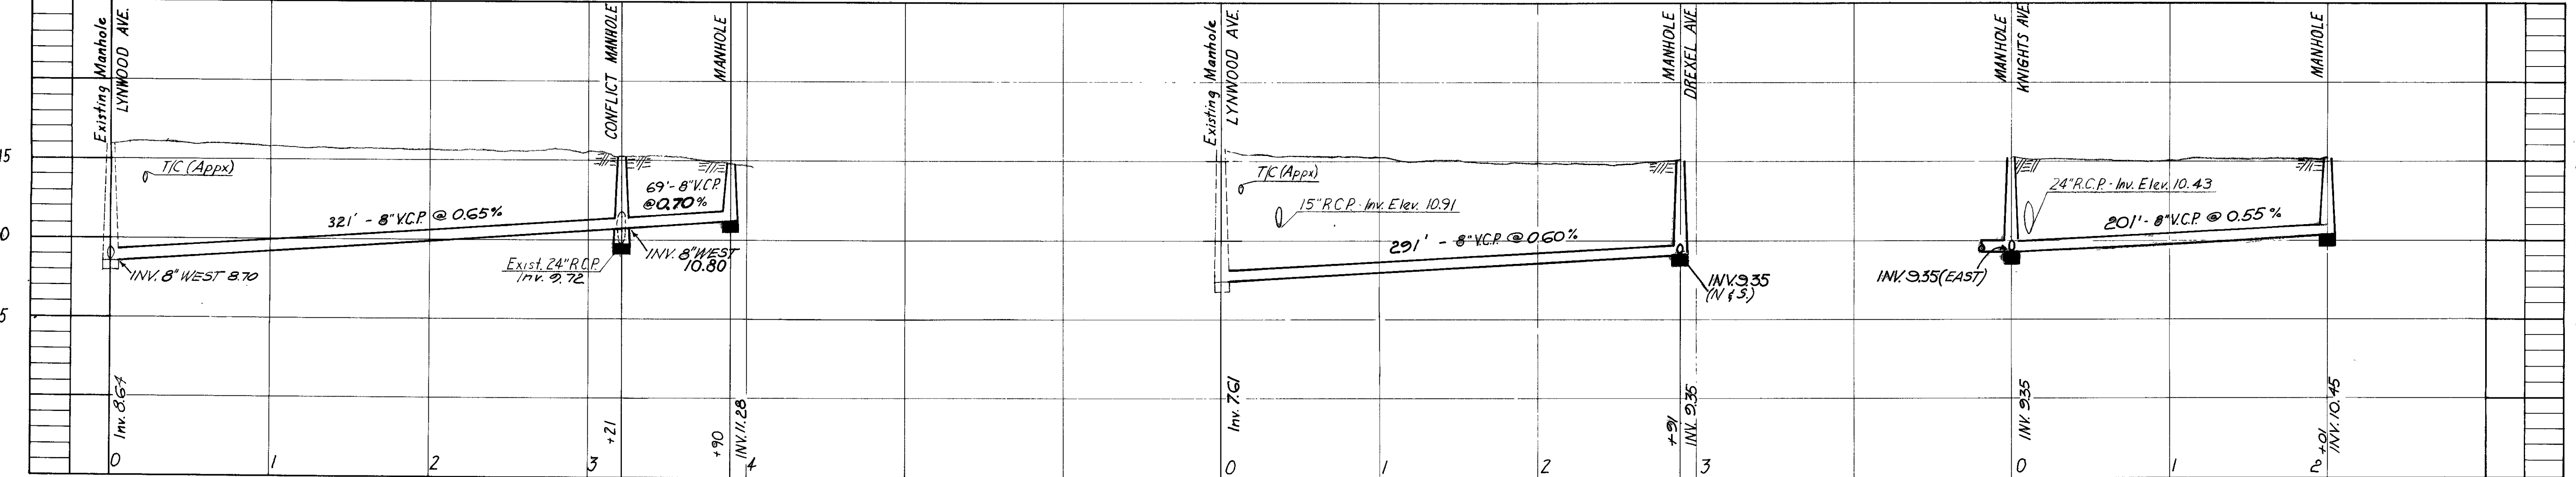 Existing Manhole
LYNWOOD AVE.
CONFLICT MANHOLE
MANHOLE
T/C (Appx)
321' - 8" V.C.P. @ 0.65%
69'- 8" V.C.P.
@ 0.70%
INV. 8" WEST 8.70
Exist. 24" R.C.P.
Inv. 9.72
INV. 8" WEST
10.80
Inv. 8.64
+21
+90
INV. 11.28
0
1
2
3
4
Existing Manhole
LYNWOOD AVE.
MANHOLE
DREXEL AVE.
T/C (Appx)
15" R.C.P. - Inv. Elev. 10.91
291' - 8" V.C.P. @ 0.60%
INV. 9.35
(N & S.)
Inv. 7.61
+91
INV. 9.35
0
1
2
3
MANHOLE
KNIGHTS AVE.
MANHOLE
24" R.C.P. - Inv. Elev. 10.43
201' - 8" V.C.P. @ 0.55%
INV. 9.35 (EAST)
INV. 9.35
+01
INV. 10.45
0
1
2
15
0
5